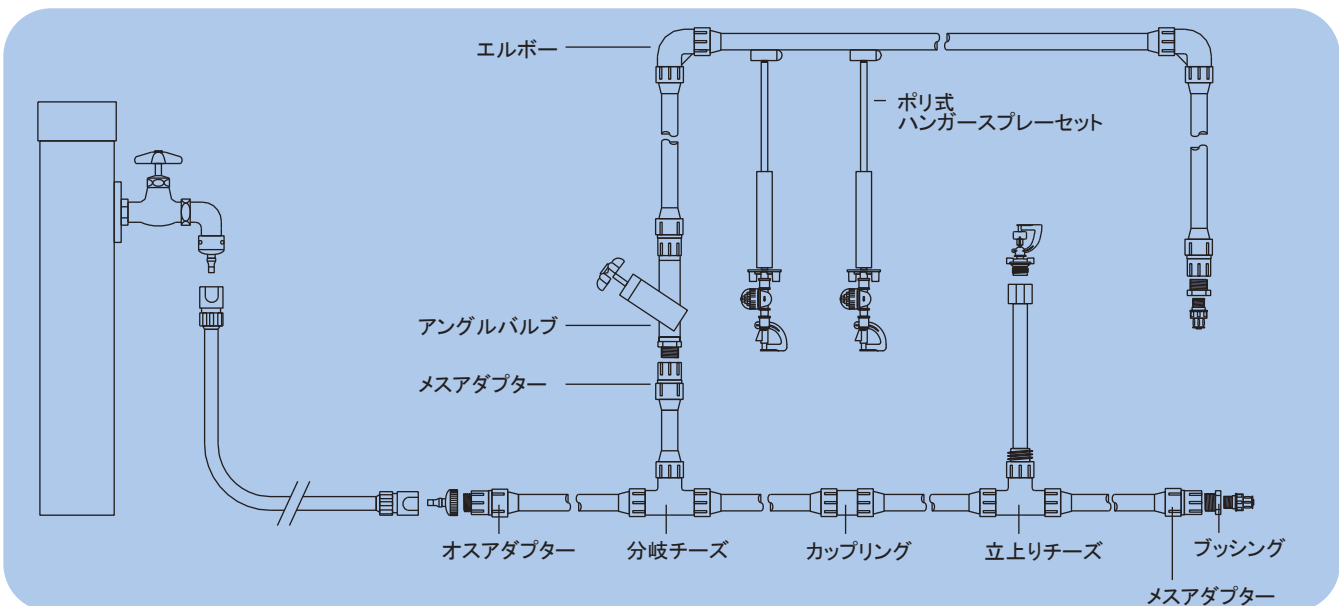 エルボー
ポリ式
ハンガースプレーセット
アングルバルブ
メスアダプター
オスアダプター
分岐チーズ
カップリング
立上りチーズ
ブッシング
メスアダプター